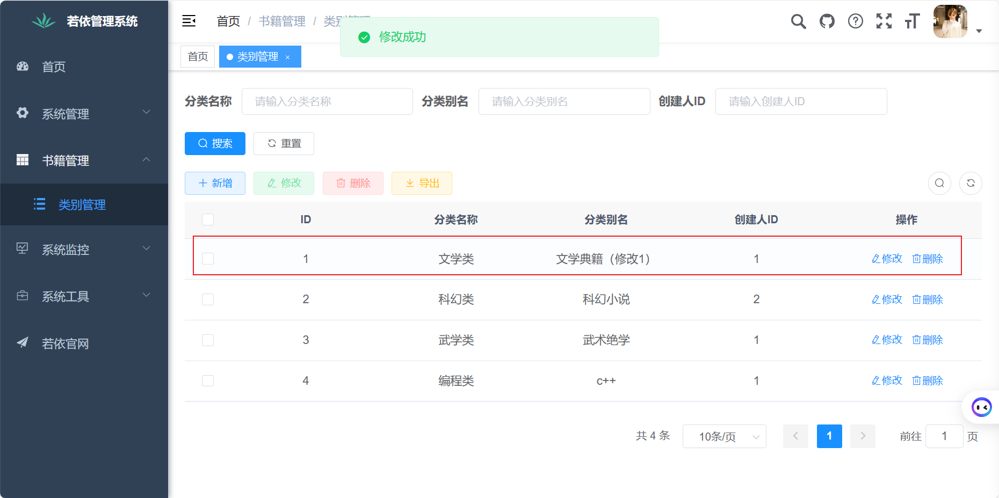 若依管理系统
首页
系统管理
书籍管理
类别管理
系统监控
系统工具
若依官网
首页 / 书籍管理 / 类别管理
修改成功
首页
类别管理 ×
分类名称 请输入分类名称 分类别名 请输入分类别名 创建人ID 请输入创建人ID
搜索 重置
新增 修改 删除 导出
ID 分类名称 分类别名 创建人ID 操作
1 文学类 文学典籍（修改1） 1 修改 删除
2 科幻类 科幻小说 2 修改 删除
3 武学类 武术绝学 1 修改 删除
4 编程类 c++ 1 修改 删除
共 4 条 10条/页 1 前往 1 页